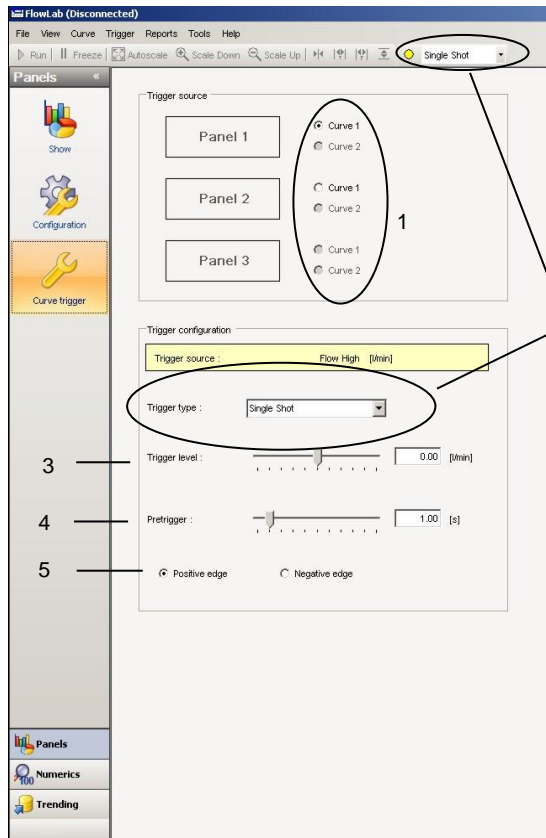 FlowLab (Disconnected)
File View Curve Trigger Reports Tools Help
Run Freeze Autoscale Scale Down Scale Up Single Shot
Panels
Show
Configuration
Curve trigger
Trigger source
Panel 1
Curve 1
Curve 2
Panel 2
Curve 1
Curve 2
1
Panel 3
Curve 1
Curve 2
Trigger configuration
Trigger source : Flow High [l/min]
Trigger type : Single Shot
3
Trigger level : 0.00 [l/min]
4
Pretrigger : 1.00 [s]
5
Positive edge Negative edge
Panels
100 Numerics
Trending